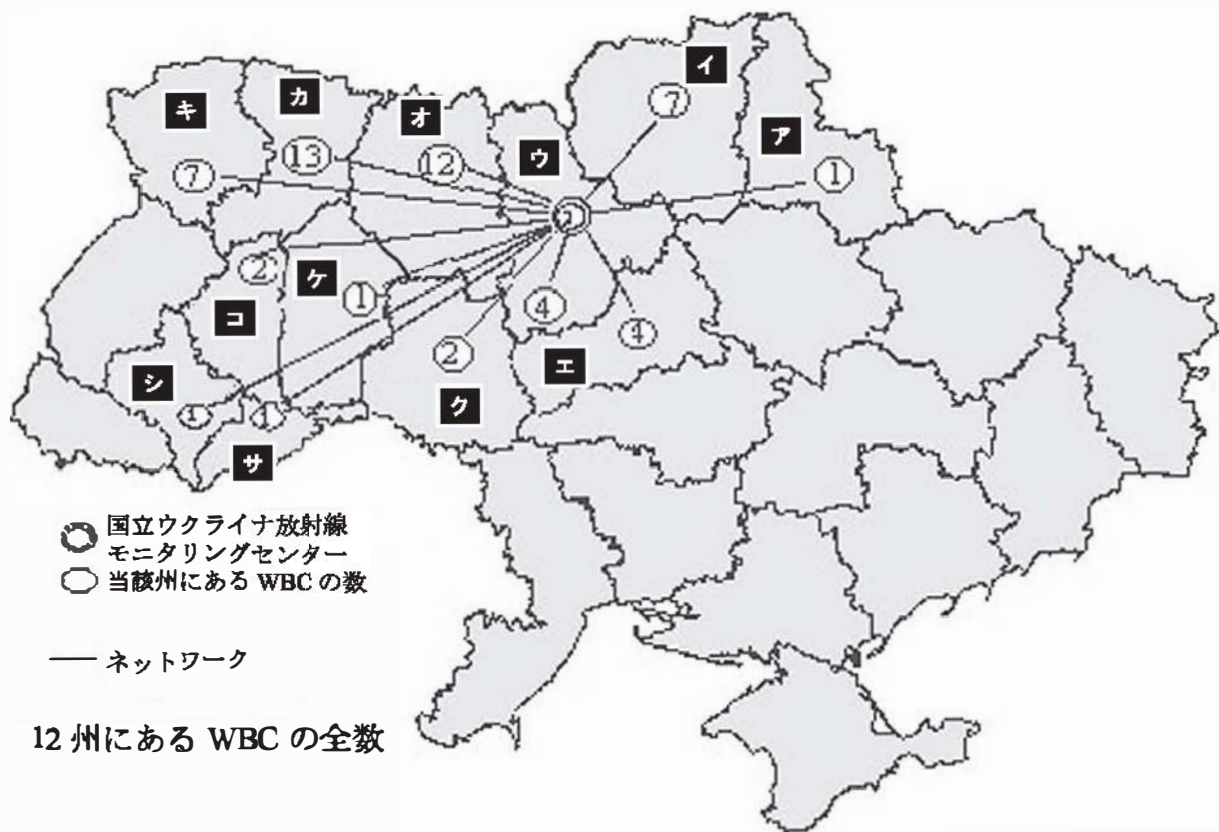 イ
カ
キ
オ
ア
ウ
7
13
12
7
1
2
ケ
1
コ
4
4
2
シ
エ
ク
1
サ
国立ウクライナ放射線
モニタリングセンター
当該州にある WBC の数
ネットワーク
12 州にある WBC の全数